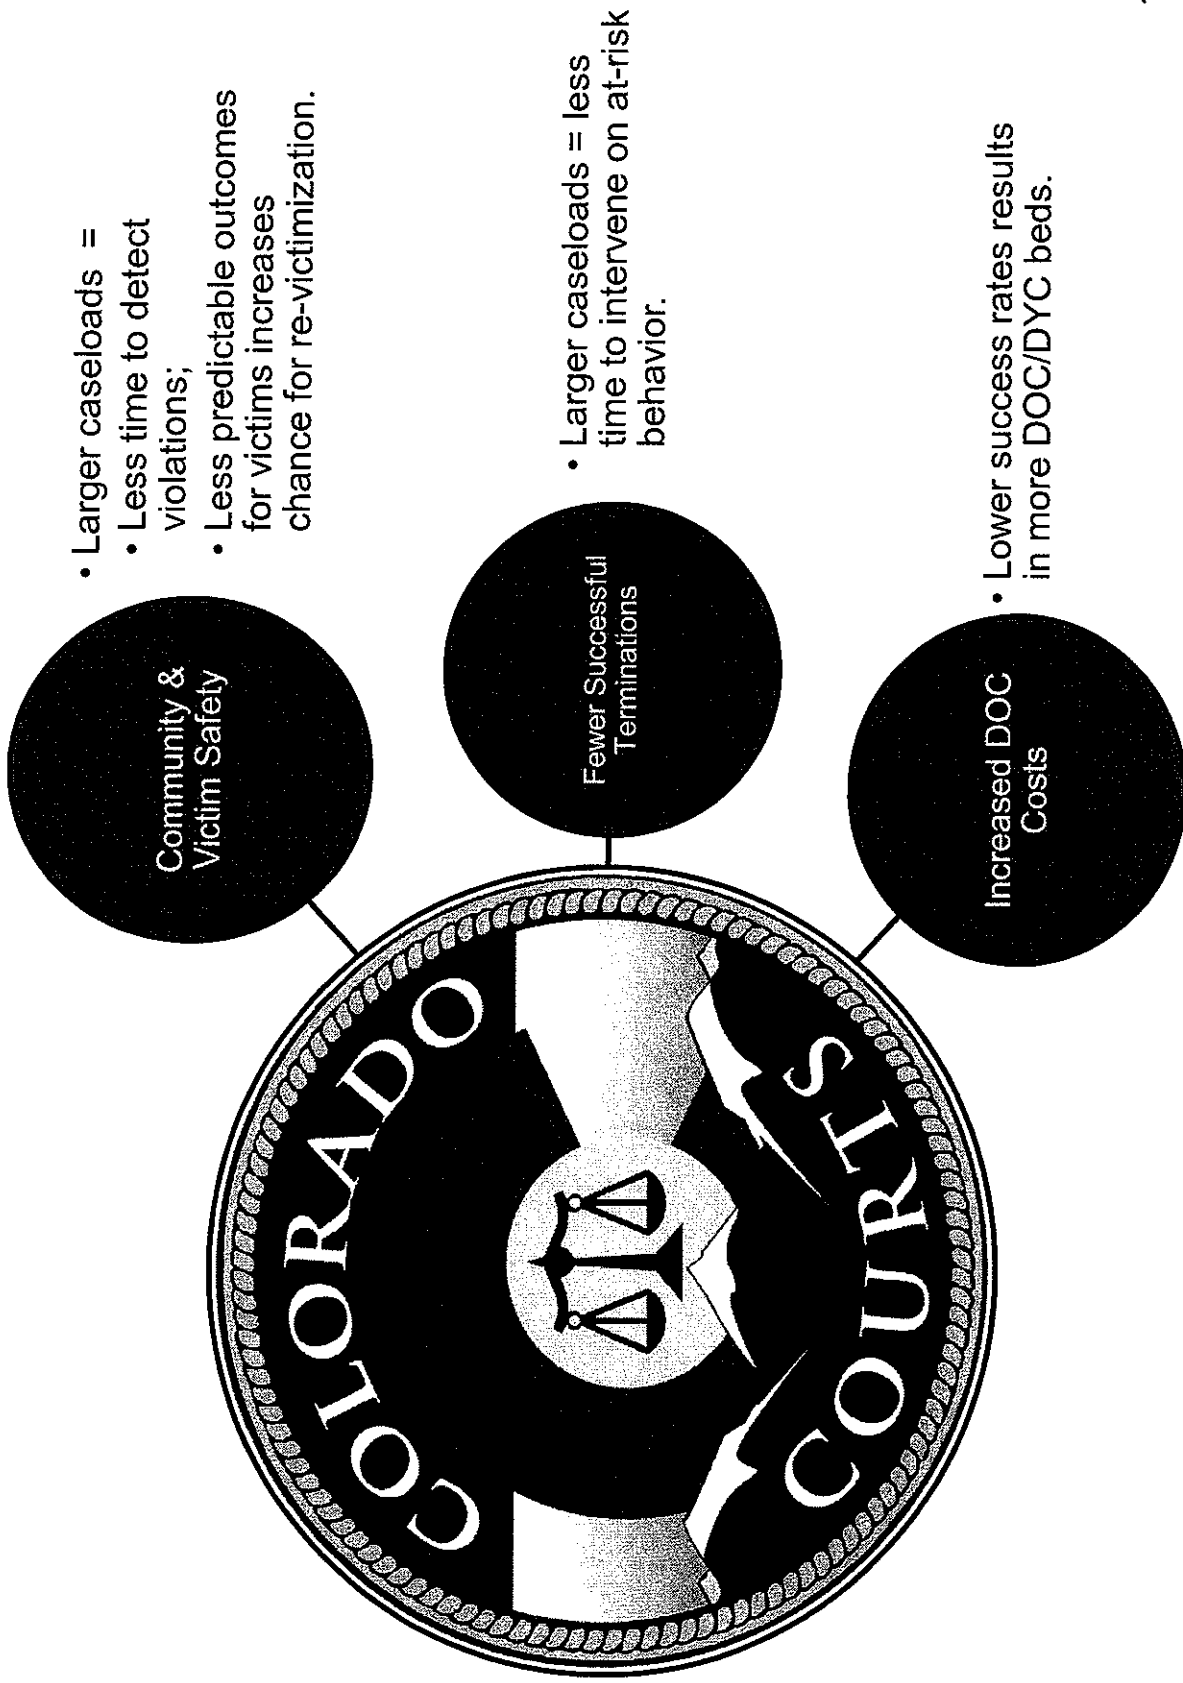 COLORADO
COURTS
Community &
Victim Safety
• Larger caseloads =
• Less time to detect
violations;
• Less predictable outcomes
for victims increases
chance for re-victimization.
Fewer Successful
Terminations
• Larger caseloads = less
time to intervene on at-risk
behavior.
Increased DOC
Costs
• Lower success rates results
in more DOC/DYC beds.